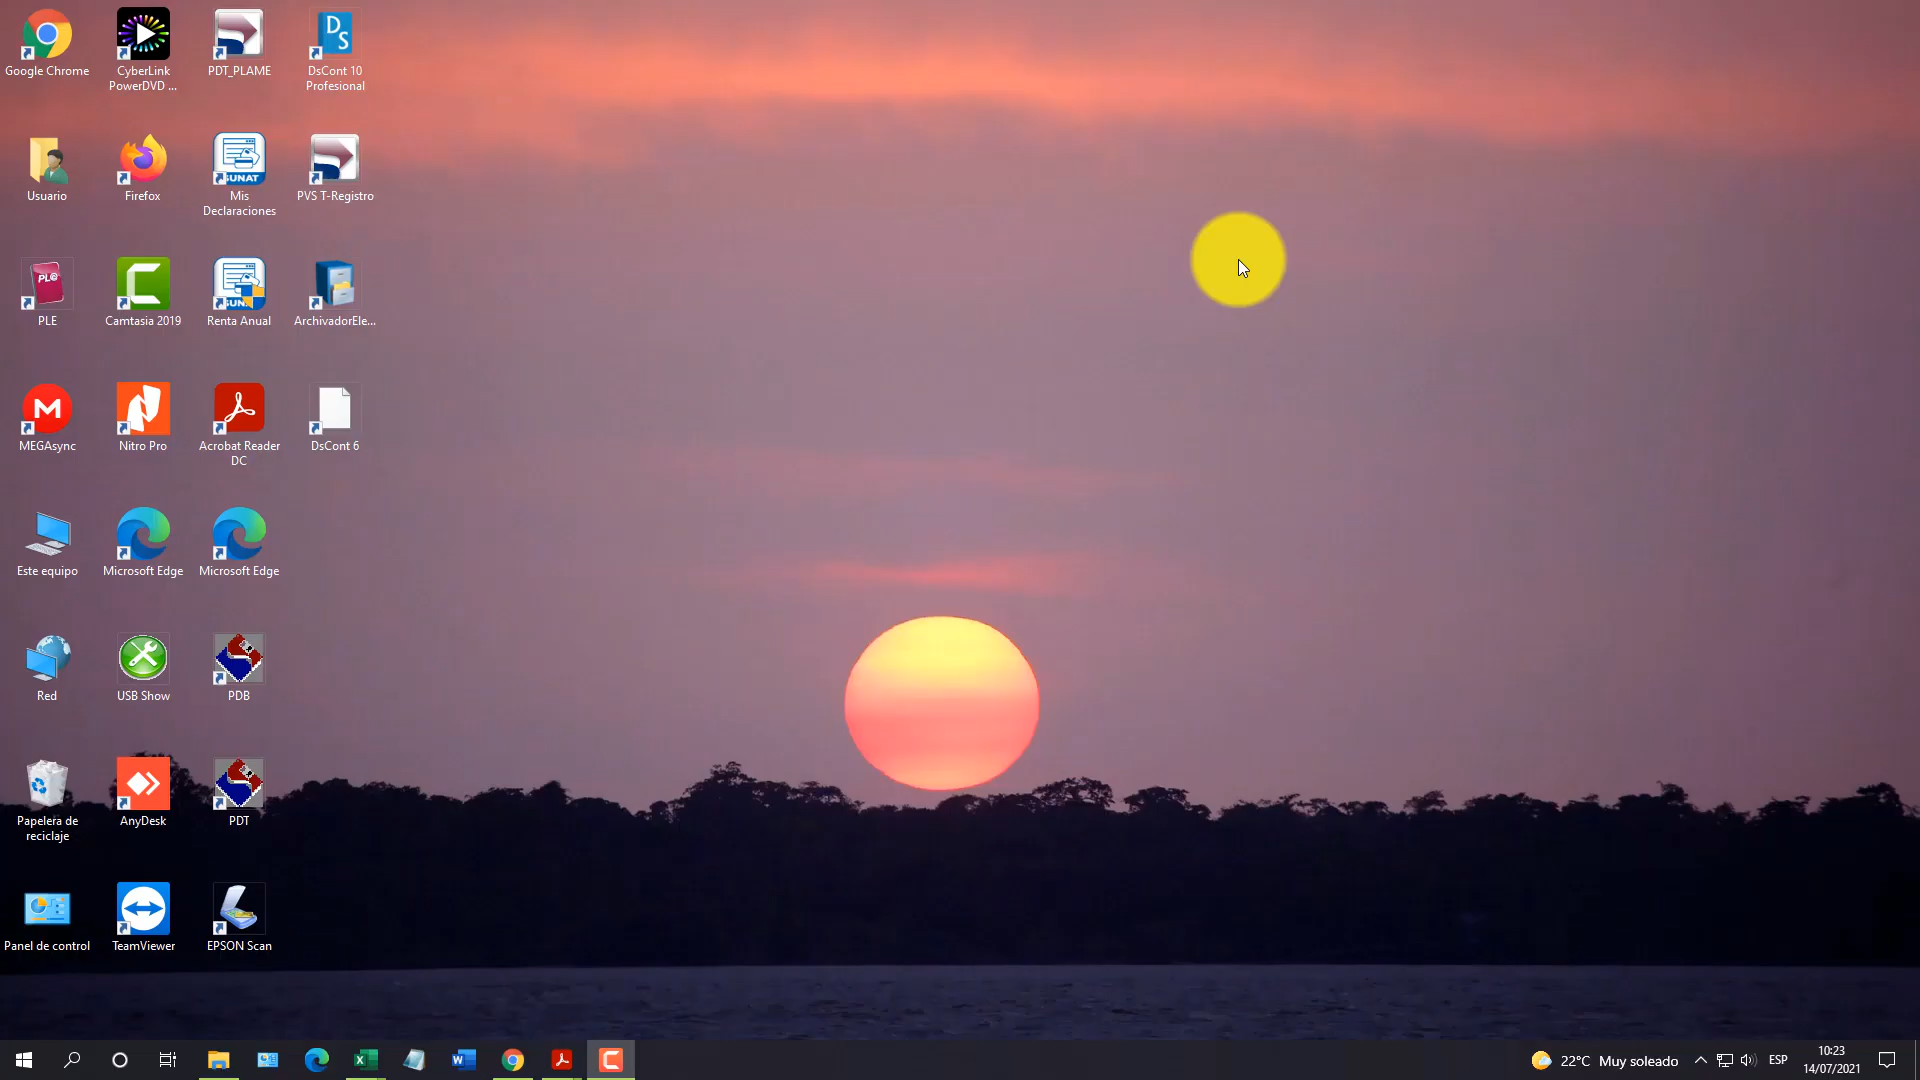 Google Chrome
CyberLink
PowerDVD ...
PDT_PLAME
DS
DsCont 10
Profesional
Usuario
Firefox
SUNAT
Mis
Declaraciones
PVS T-Registro
PL@
PLE
Camtasia 2019
Renta Anual
ArchivadorEle...
MEGAsync
Nitro Pro
Acrobat Reader
DC
DsCont 6
Este equipo
Microsoft Edge
Microsoft Edge
Red
USB Show
PDB
Papelera de
reciclaje
AnyDesk
PDT
Panel de control
TeamViewer
EPSON Scan
22°C Muy soleado
ESP
10:23
14/07/2021